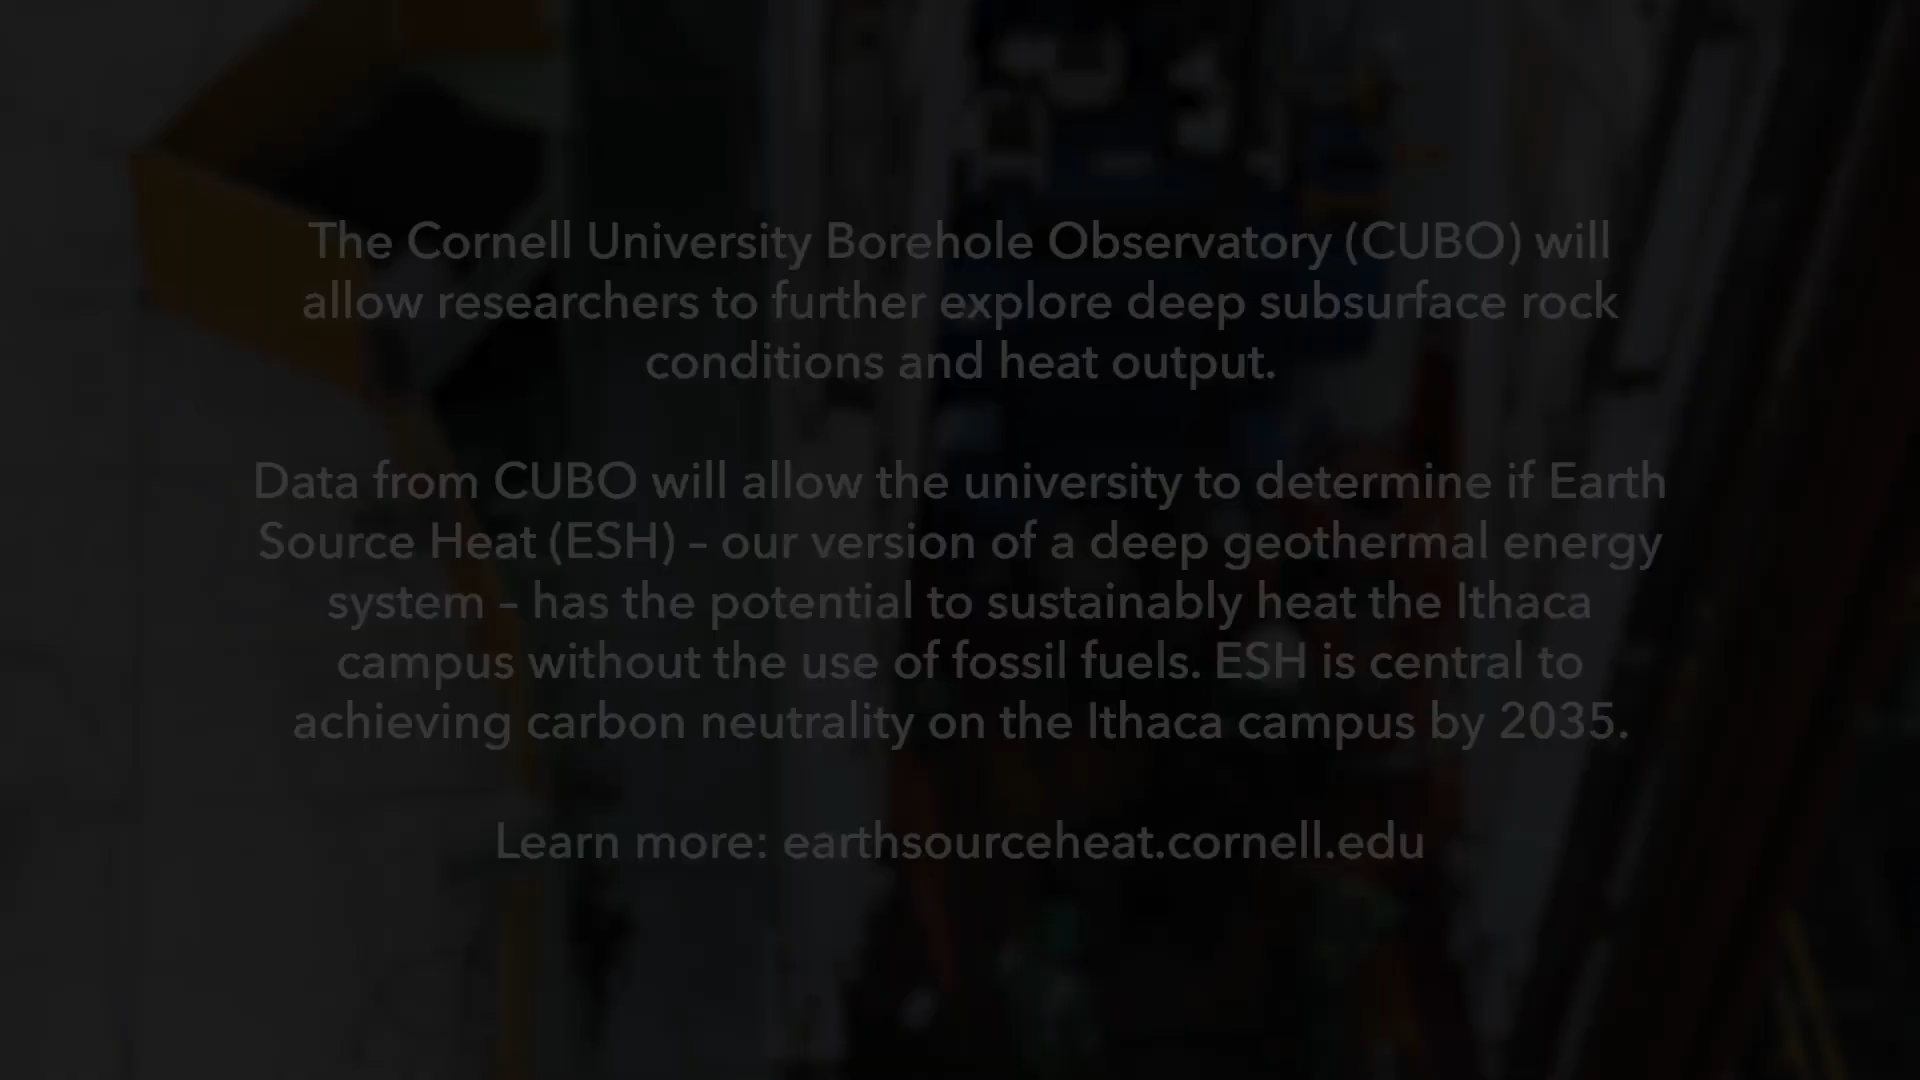 The Cornell University Borehole Observatory (CUBO) will
allow researchers to further explore deep subsurface rock
conditions and heat output.
Data from CUBO will allow the university to determine if Earth
Source Heat (ESH) – our version of a deep geothermal energy
system – has the potential to sustainably heat the Ithaca
campus without the use of fossil fuels. ESH is central to
achieving carbon neutrality on the Ithaca campus by 2035.
Learn more: earthsourceheat.cornell.edu